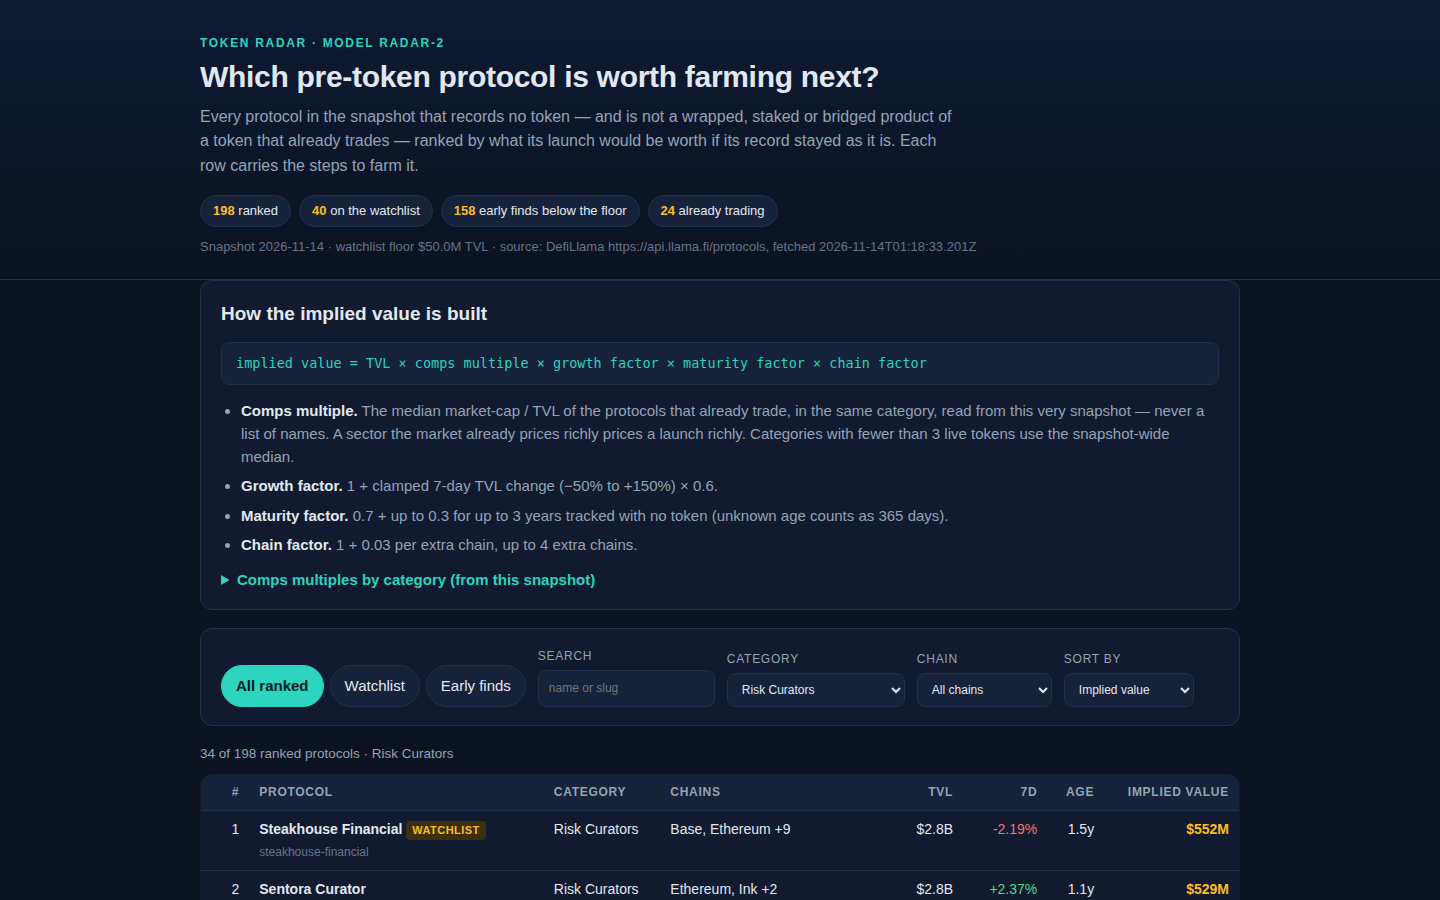 TOKEN RADAR · MODEL RADAR-2
Which pre-token protocol is worth farming next?
Every protocol in the snapshot that records no token — and is not a wrapped, staked or bridged product of
a token that already trades — ranked by what its launch would be worth if its record stayed as it is. Each
row carries the steps to farm it.
198 ranked 40 on the watchlist 158 early finds below the floor 24 already trading
Snapshot 2026-11-14 · watchlist floor $50.0M TVL · source: DefiLlama https://api.llama.fi/protocols, fetched 2026-11-14T01:18:33.201Z
How the implied value is built
implied value = TVL × comps multiple × growth factor × maturity factor × chain factor
Comps multiple. The median market-cap / TVL of the protocols that already trade, in the same category, read from this very snapshot — never a
list of names. A sector the market already prices richly prices a launch richly. Categories with fewer than 3 live tokens use the snapshot-wide
median.
Growth factor. 1 + clamped 7-day TVL change (−50% to +150%) × 0.6.
Maturity factor. 0.7 + up to 0.3 for up to 3 years tracked with no token (unknown age counts as 365 days).
Chain factor. 1 + 0.03 per extra chain, up to 4 extra chains.
Comps multiples by category (from this snapshot)
SEARCH CATEGORY CHAIN SORT BY
All ranked Watchlist Early finds name or slug Risk Curators All chains Implied value
34 of 198 ranked protocols · Risk Curators
# PROTOCOL CATEGORY CHAINS TVL 7D AGE IMPLIED VALUE
1 Steakhouse Financial WATCHLIST Risk Curators Base, Ethereum +9 $2.8B -2.19% 1.5y $552M
steakhouse-financial
2 Sentora Curator Risk Curators Ethereum, Ink +2 $2.8B +2.37% 1.1y $529M